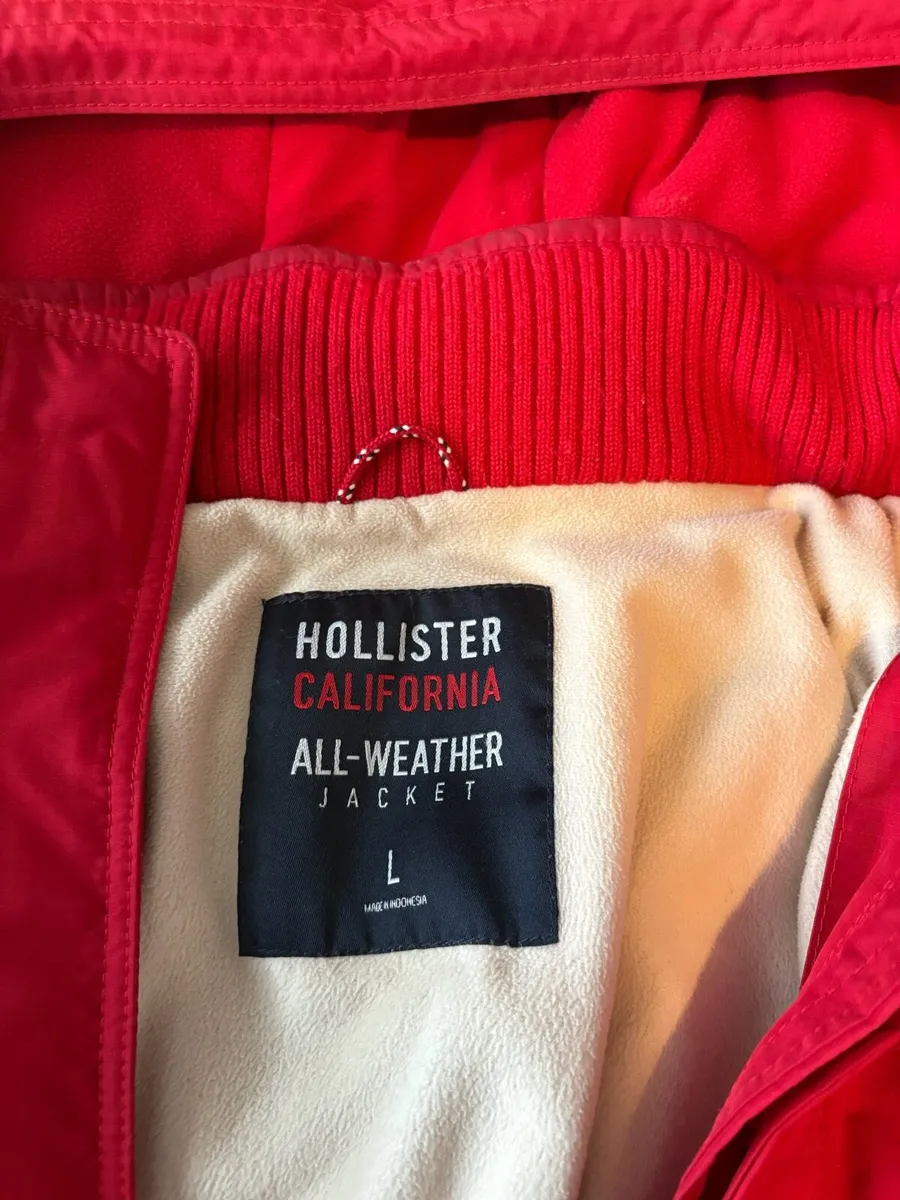 HOLLISTER
CALIFORNIA
ALL-WEATHER
JACKET
L
MADE IN INDONESIA